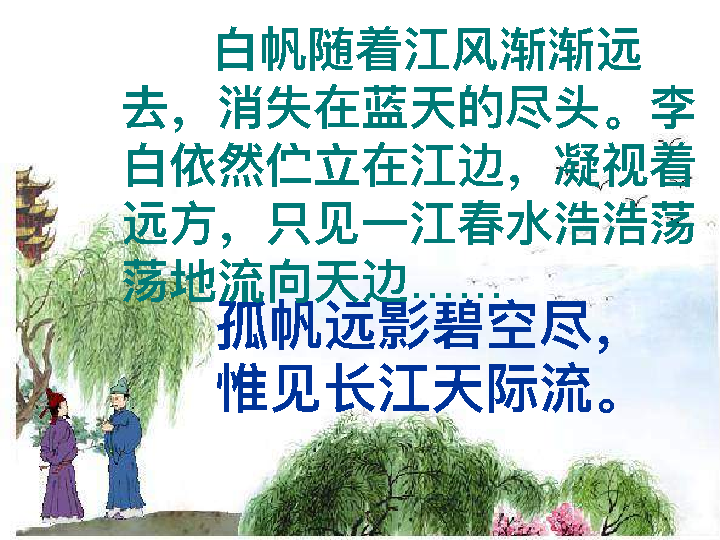 白帆随着江风渐渐远
去，消失在蓝天的尽头。李
白依然伫立在江边，凝视着
远方，只见一江春水浩浩荡
荡地流向天边……
孤帆远影碧空尽，
惟见长江天际流。